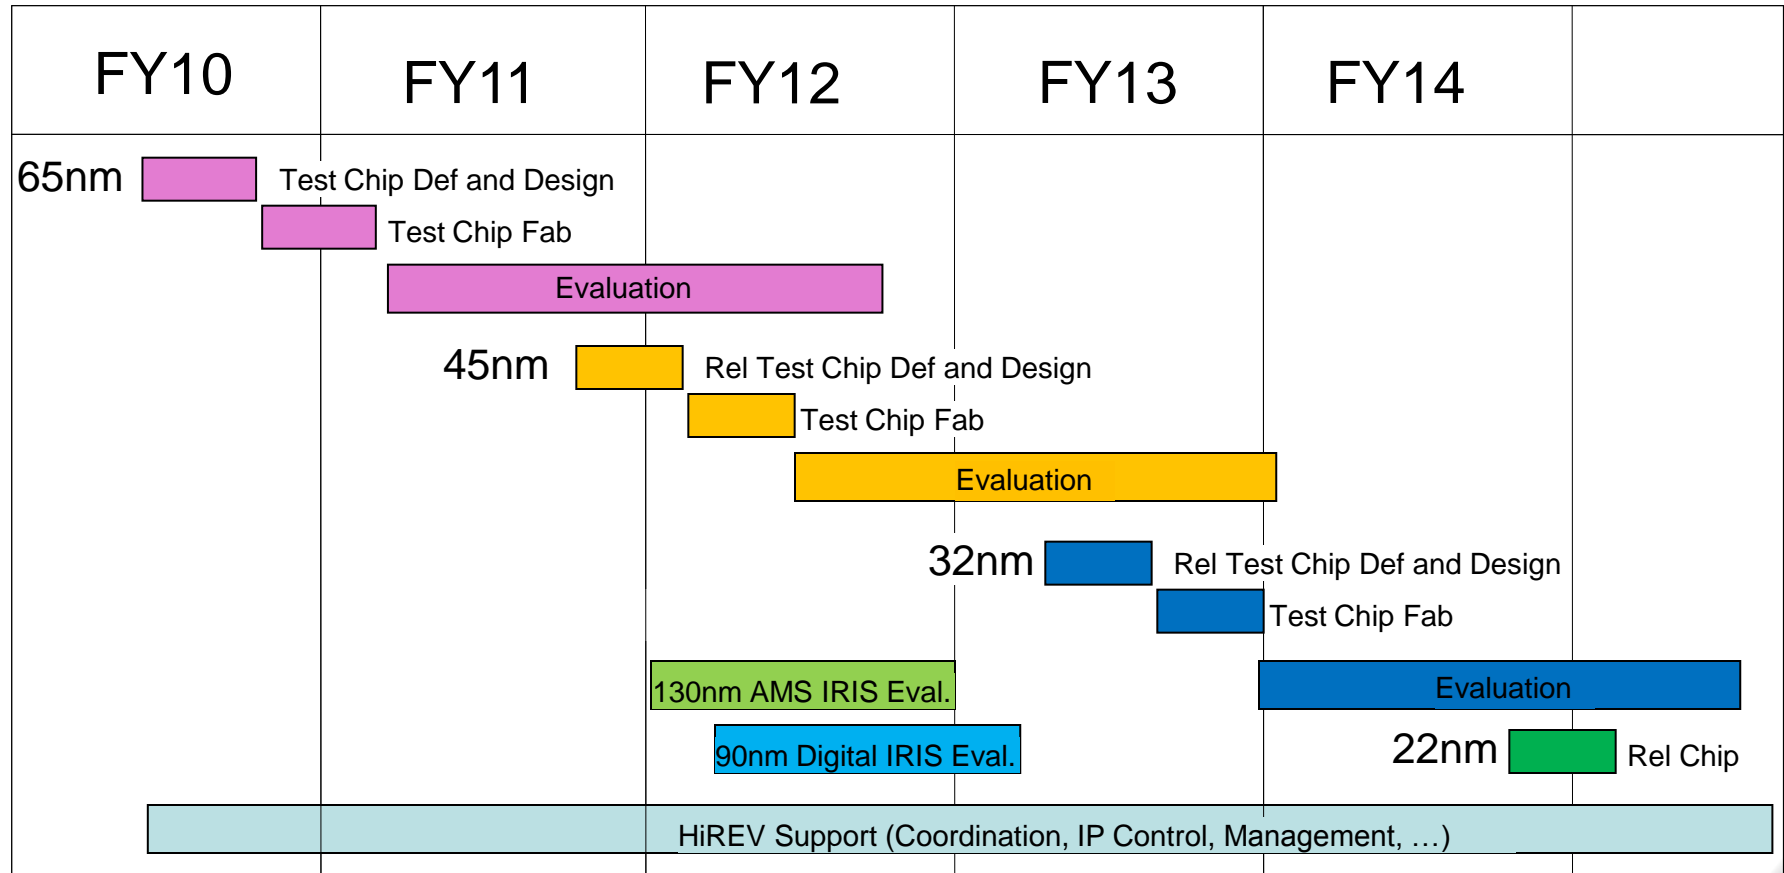 FY10
FY11
FY12
FY13
FY14
65nm
Test Chip Def and Design
Test Chip Fab
Evaluation
45nm
Rel Test Chip Def and Design
Test Chip Fab
Evaluation
32nm
Rel Test Chip Def and Design
Test Chip Fab
130nm AMS IRIS Eval.
Evaluation
90nm Digital IRIS Eval.
22nm
Rel Chip
HiREV Support (Coordination, IP Control, Management, …)